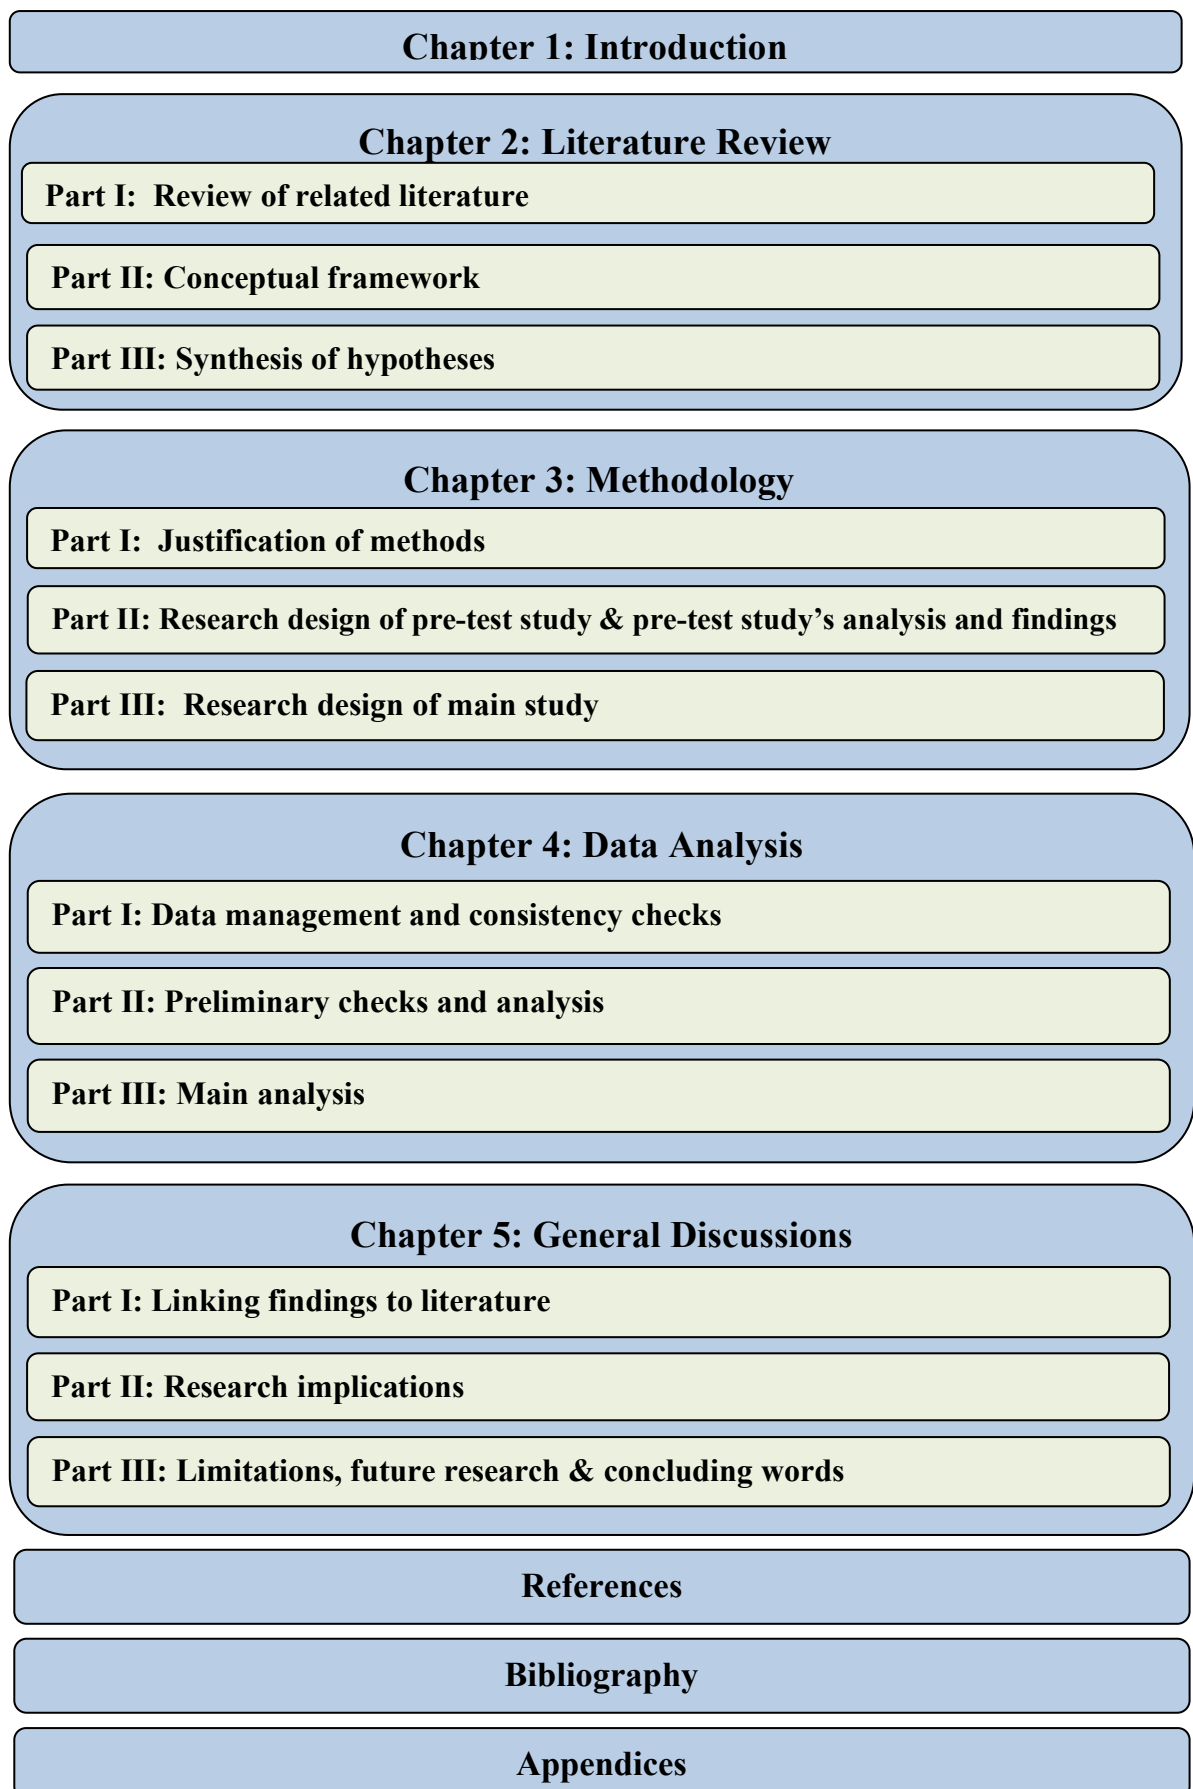 Chapter 1: Introduction
Chapter 2: Literature Review
Part I:  Review of related literature
Part II: Conceptual framework
Part III: Synthesis of hypotheses
Chapter 3: Methodology
Part I:  Justification of methods
Part II: Research design of pre-test study & pre-test study’s analysis and findings
Part III:  Research design of main study
Chapter 4: Data Analysis
Part I: Data management and consistency checks
Part II: Preliminary checks and analysis
Part III: Main analysis
Chapter 5: General Discussions
Part I: Linking findings to literature
Part II: Research implications
Part III: Limitations, future research & concluding words
References
Bibliography
Appendices